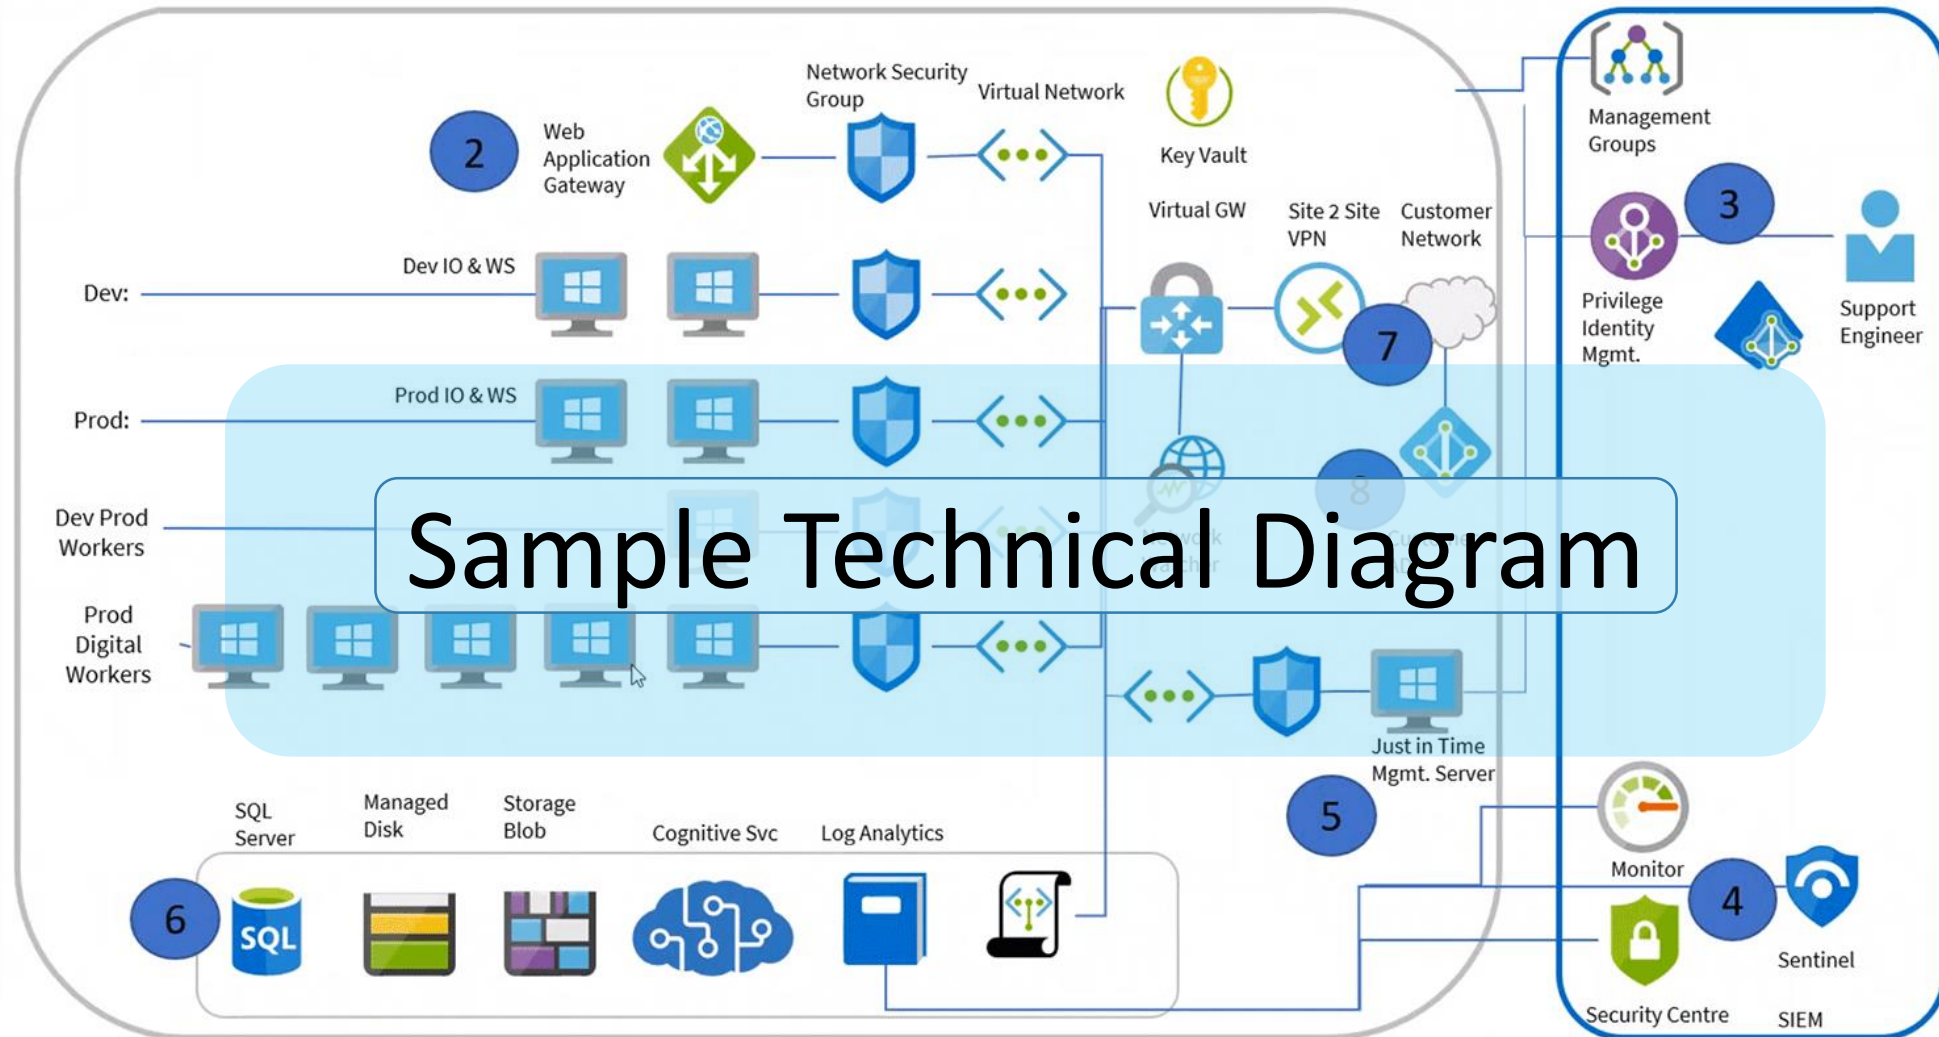 Network Security
Group
Virtual Network
2
Web
Application
Gateway
Key Vault
Management
Groups
3
Virtual GW
Site 2 Site
VPN
Customer
Network
Dev:
Dev IO & WS
7
Privilege
Identity
Mgmt.
Support
Engineer
Prod:
Prod IO & WS
8
Dev Prod
Workers
Sample Technical Diagram
Prod
Digital
Workers
Just in Time
Mgmt. Server
5
SQL
Server
Managed
Disk
Storage
Blob
Cognitive Svc
Log Analytics
Monitor
6
SQL
4
Sentinel
Security Centre
SIEM